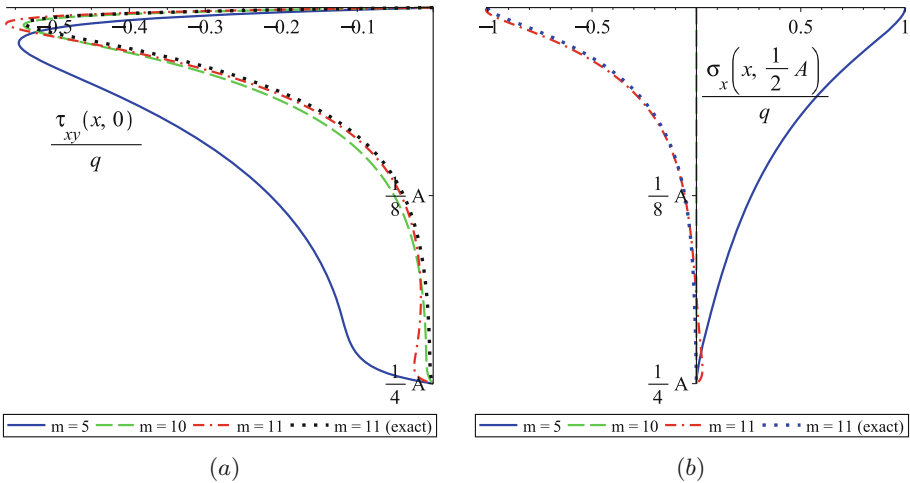 −0.5 −0.4 −0.3 −0.2 −0.1
τxy(x, 0)
q
1
8 A
1
4 A
m = 5 m = 10 m = 11 m = 11 (exact)
(a)
−1 −0.5 0.5 1
σx(x, 1/2 A)
q
1
8 A
1
4 A
m = 5 m = 10 m = 11 m = 11 (exact)
(b)